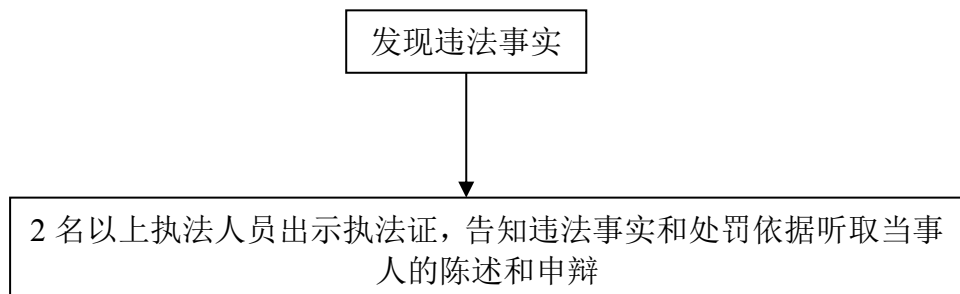 发现违法事实
2 名以上执法人员出示执法证，告知违法事实和处罚依据听取当事
人的陈述和申辩